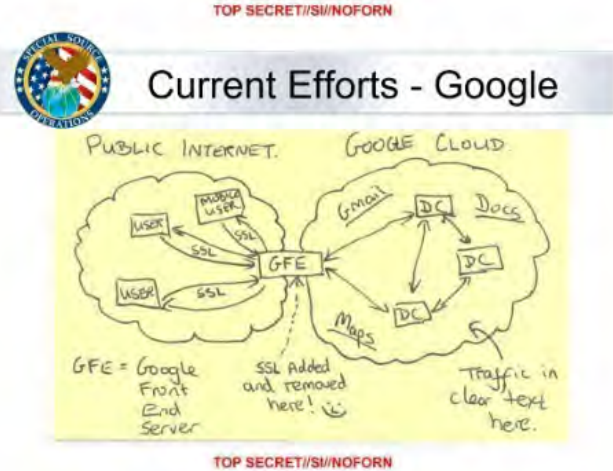 TOP SECRET//SI//NOFORN
SPECIAL SOURCE OPERATIONS
Current Efforts - Google
PUBLIC INTERNET.
GOOGLE CLOUD
MOBILE
USER
USER
SSL
SSL
USER
SSL
GFE
Gmail
DC
Docs
DC
DC
Maps
GFE = Google
Front
End
Server
SSL Added
and removed
here!
Traffic in
clear text
here.
TOP SECRET//SI//NOFORN